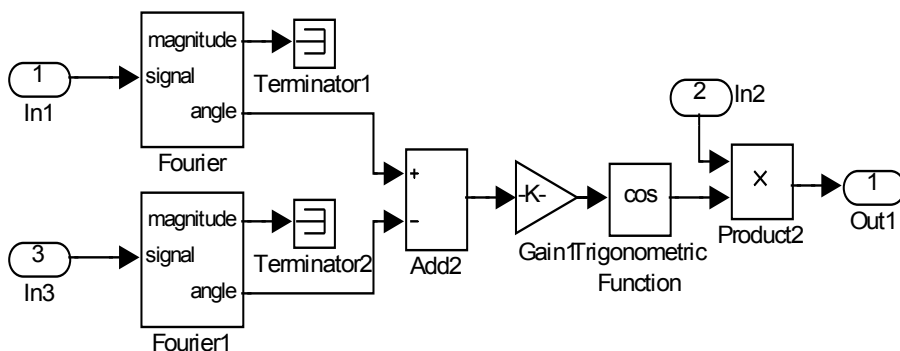 1
In1
magnitude
signal
angle
Fourier
Terminator1
3
In3
magnitude
signal
angle
Fourier1
Terminator2
+
−
Add2
-K-
Gain1
cos
Trigonometric
Function
2
In2
×
Product2
1
Out1